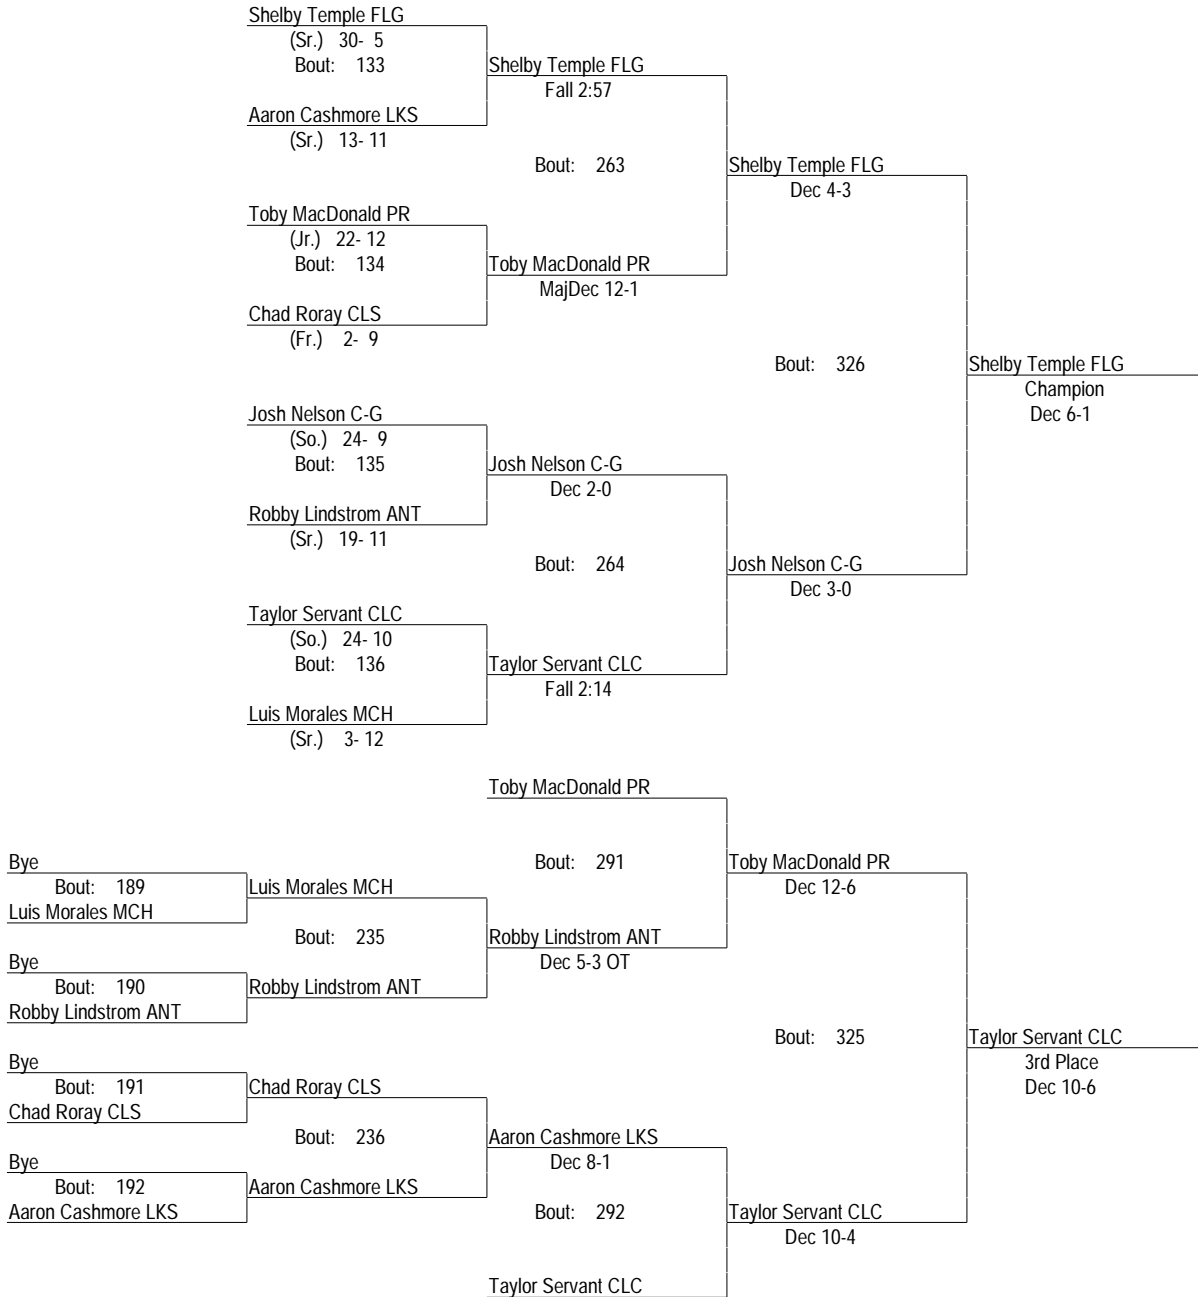 Shelby Temple FLG
(Sr.) 30- 5
Bout: 133
Shelby Temple FLG
Fall 2:57
Aaron Cashmore LKS
(Sr.) 13- 11
Bout: 263
Shelby Temple FLG
Dec 4-3
Toby MacDonald PR
(Jr.) 22- 12
Bout: 134
Toby MacDonald PR
MajDec 12-1
Chad Roray CLS
(Fr.) 2- 9
Bout: 326
Shelby Temple FLG
Champion
Dec 6-1
Josh Nelson C-G
(So.) 24- 9
Bout: 135
Josh Nelson C-G
Dec 2-0
Robby Lindstrom ANT
(Sr.) 19- 11
Bout: 264
Josh Nelson C-G
Dec 3-0
Taylor Servant CLC
(So.) 24- 10
Bout: 136
Taylor Servant CLC
Fall 2:14
Luis Morales MCH
(Sr.) 3- 12
Toby MacDonald PR
Bout: 291
Toby MacDonald PR
Dec 12-6
Bye
Bout: 189
Luis Morales MCH
Luis Morales MCH
Bout: 235
Robby Lindstrom ANT
Dec 5-3 OT
Bye
Bout: 190
Robby Lindstrom ANT
Robby Lindstrom ANT
Bout: 325
Taylor Servant CLC
3rd Place
Dec 10-6
Bye
Bout: 191
Chad Roray CLS
Chad Roray CLS
Bout: 236
Aaron Cashmore LKS
Dec 8-1
Bye
Bout: 192
Aaron Cashmore LKS
Aaron Cashmore LKS
Bout: 292
Taylor Servant CLC
Dec 10-4
Taylor Servant CLC